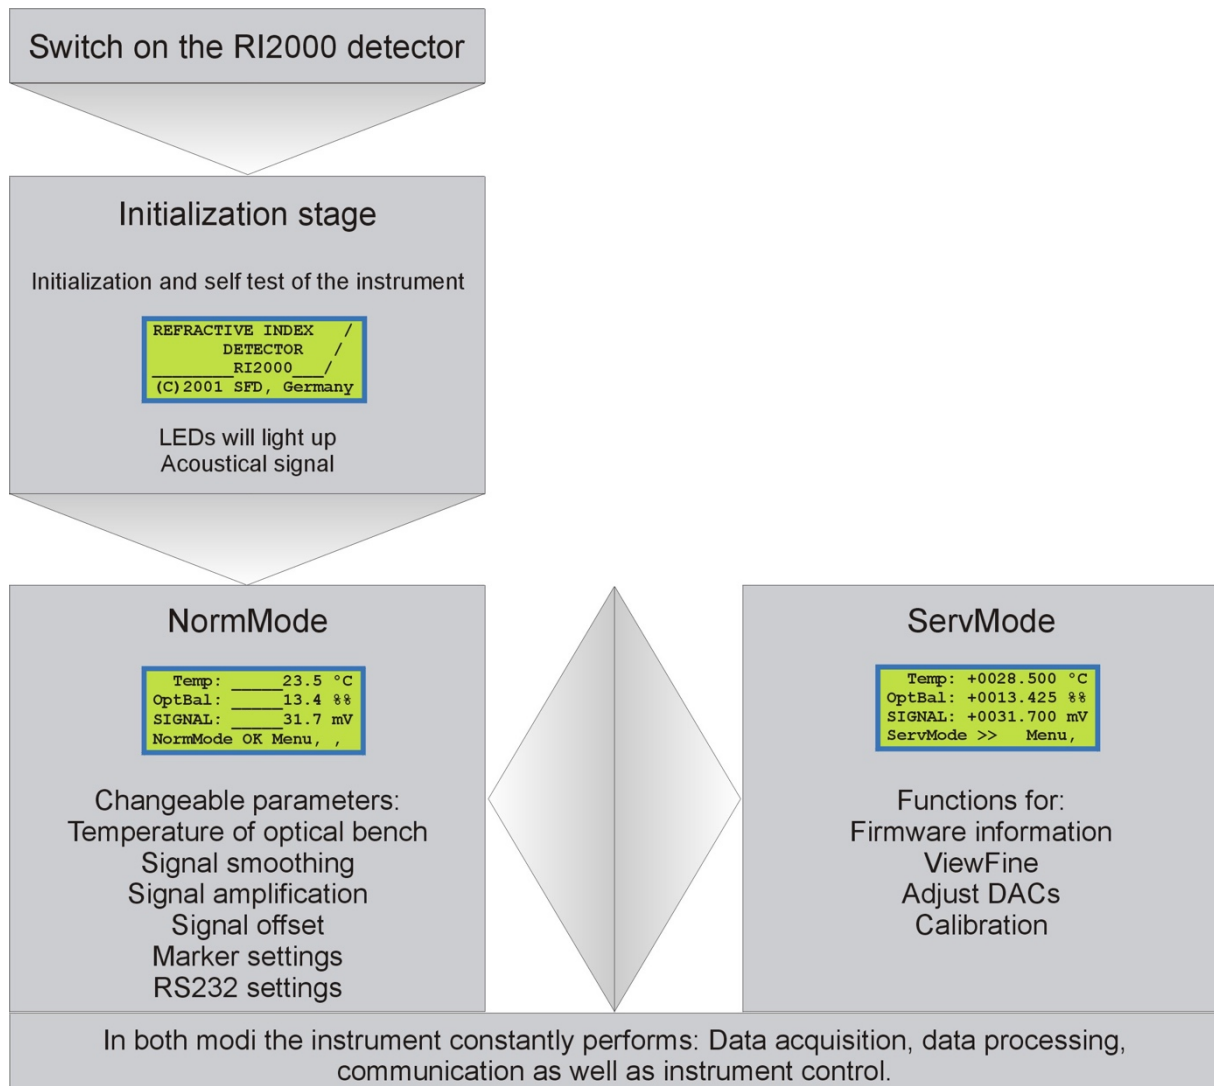 Switch on the RI2000 detector
Initialization stage
Initialization and self test of the instrument
REFRACTIVE INDEX /
DETECTOR /
________RI2000___/
(C)2001 SFD, Germany
LEDs will light up
Acoustical signal
NormMode
Temp: _____23.5 °C
OptBal: _____13.4 %%
SIGNAL: _____31.7 mV
NormMode OK Menu, ,
Changeable parameters:
Temperature of optical bench
Signal smoothing
Signal amplification
Signal offset
Marker settings
RS232 settings
ServMode
Temp: +0028.500 °C
OptBal: +0013.425 %%
SIGNAL: +0031.700 mV
ServMode >> Menu,
Functions for:
Firmware information
ViewFine
Adjust DACs
Calibration
In both modi the instrument constantly performs: Data acquisition, data processing,
communication as well as instrument control.